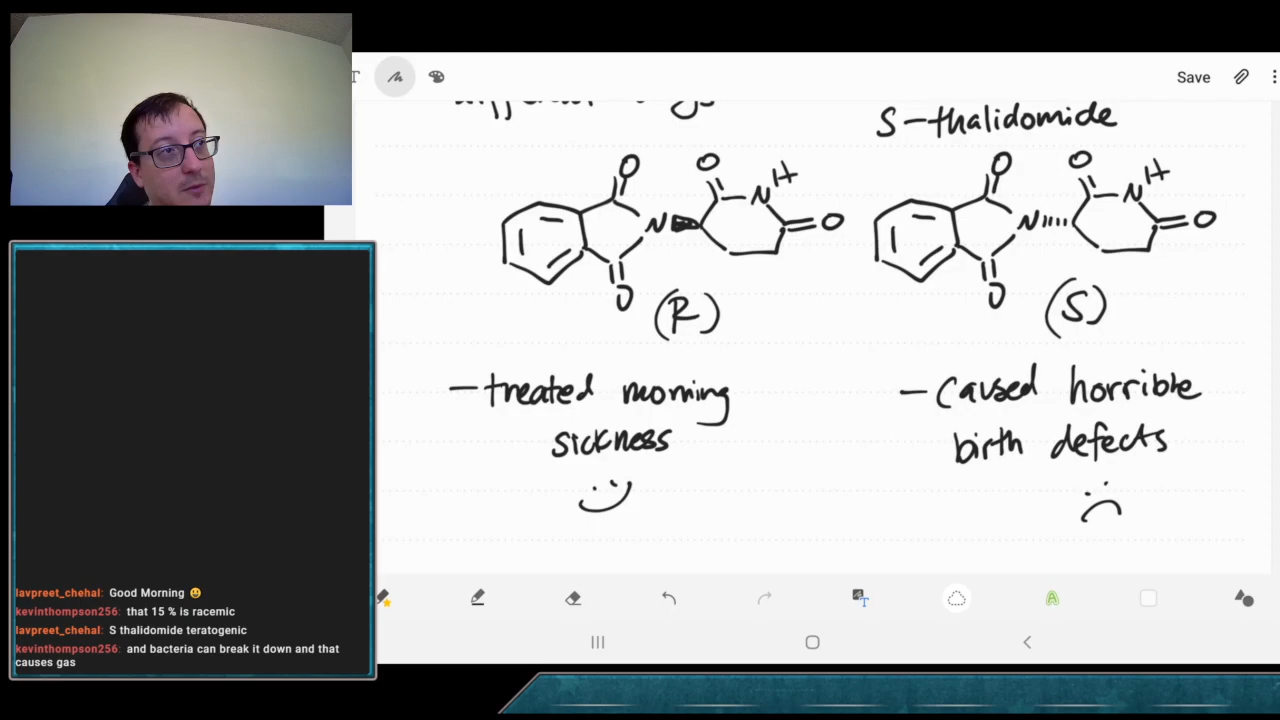 Save
S-thalidomide
O
O
H
N
N
O
O
O
O
H
N
N
O
O
(R)
(S)
- treated morning
sickness
- caused horrible
birth defects
lavpreet_chehal: Good Morning 😃
kevinthompson256: that 15 % is racemic
lavpreet_chehal: S thalidomide teratogenic
kevinthompson256: and bacteria can break it down and that
causes gas